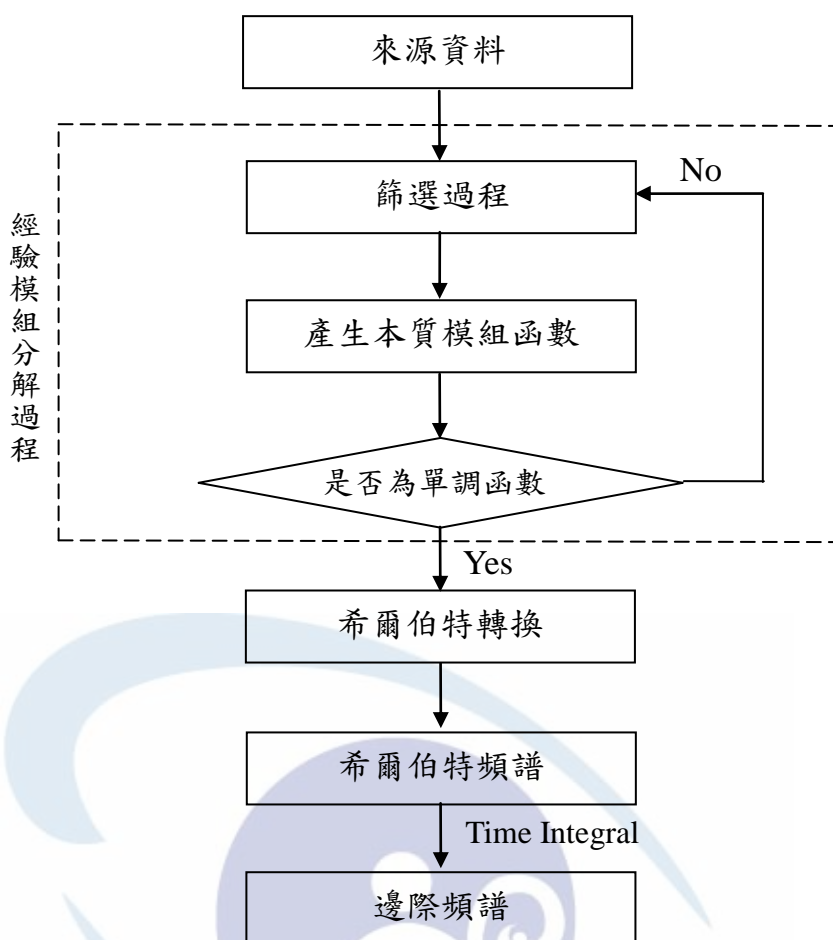 來源資料
No
篩選過程
經驗模組分解過程
產生本質模組函數
是否為單調函數
Yes
希爾伯特轉換
希爾伯特頻譜
Time Integral
邊際頻譜